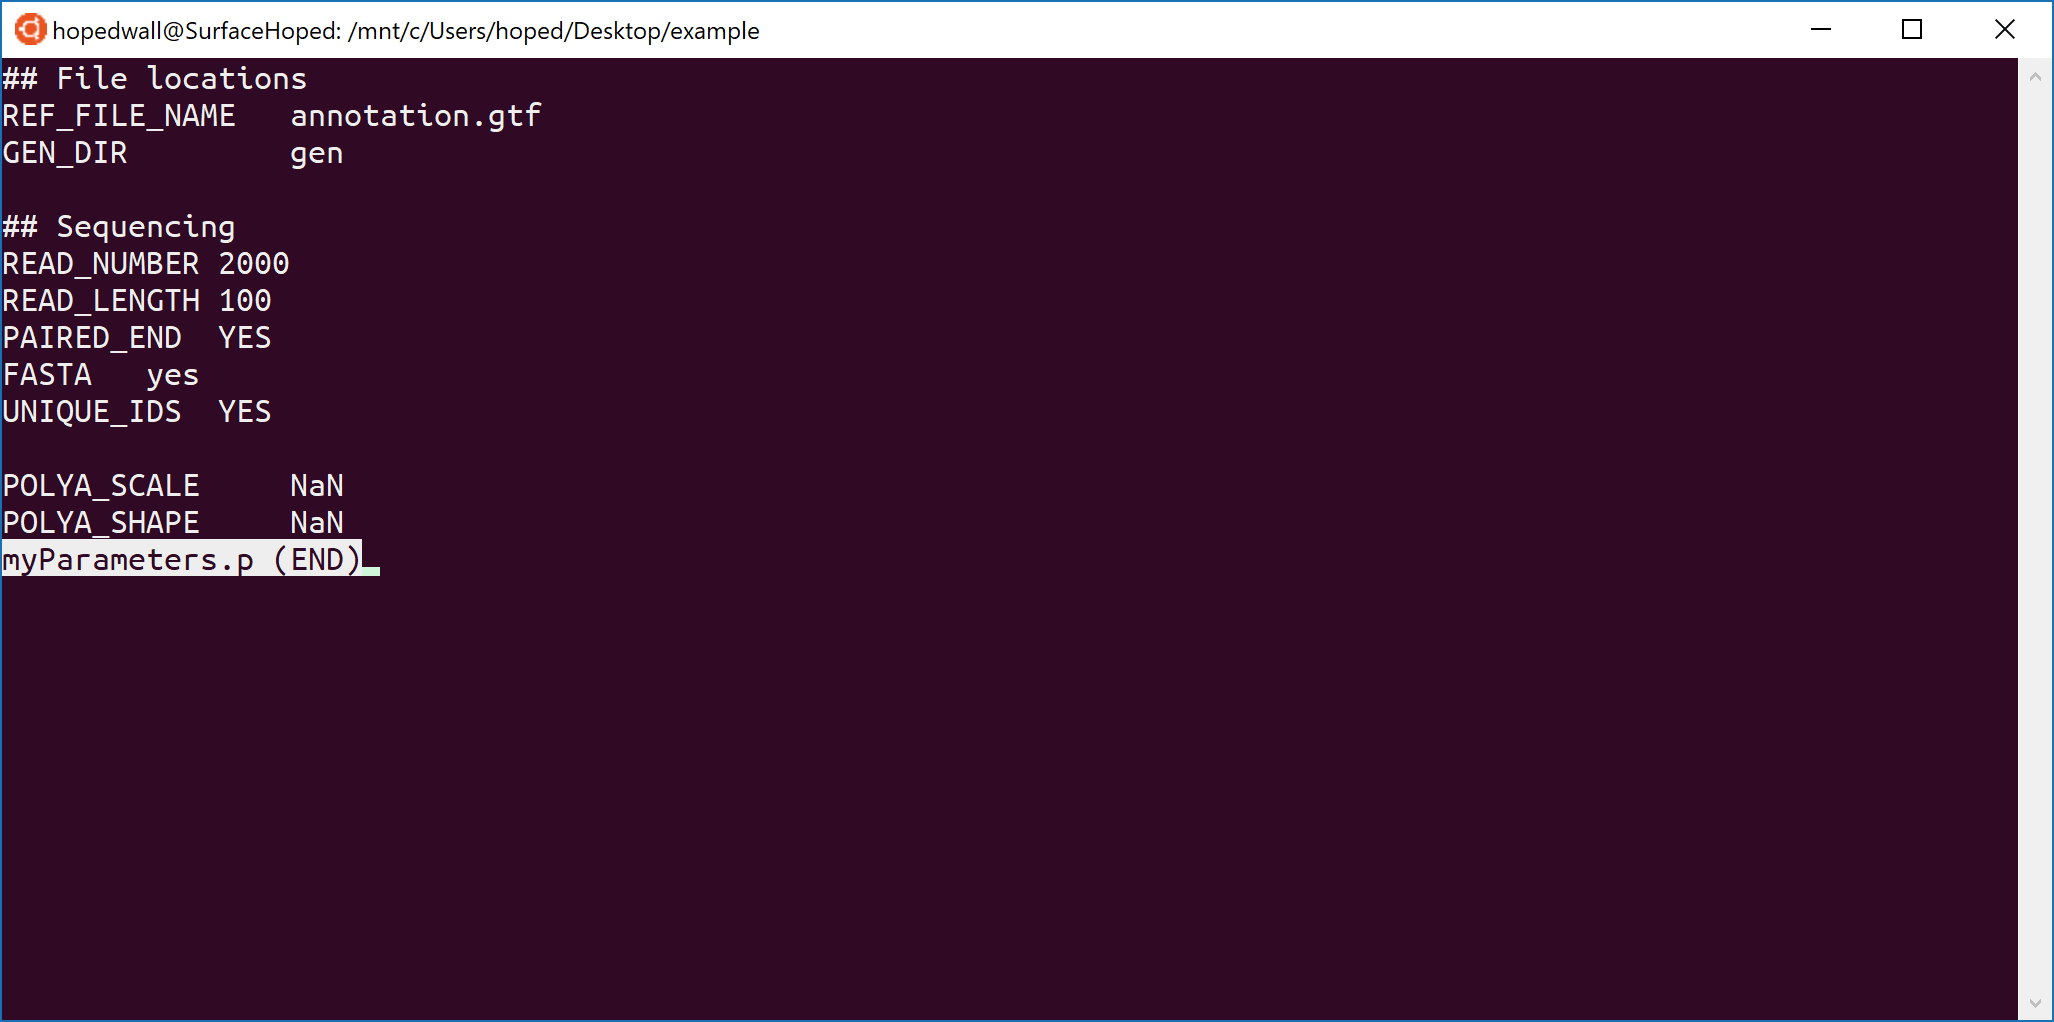 hopedwall@SurfaceHoped: /mnt/c/Users/hoped/Desktop/example
## File locations
REF_FILE_NAME   annotation.gtf
GEN_DIR         gen
## Sequencing
READ_NUMBER 2000
READ_LENGTH 100
PAIRED_END  YES
FASTA   yes
UNIQUE_IDS  YES
POLYA_SCALE     NaN
POLYA_SHAPE     NaN
myParameters.p (END)